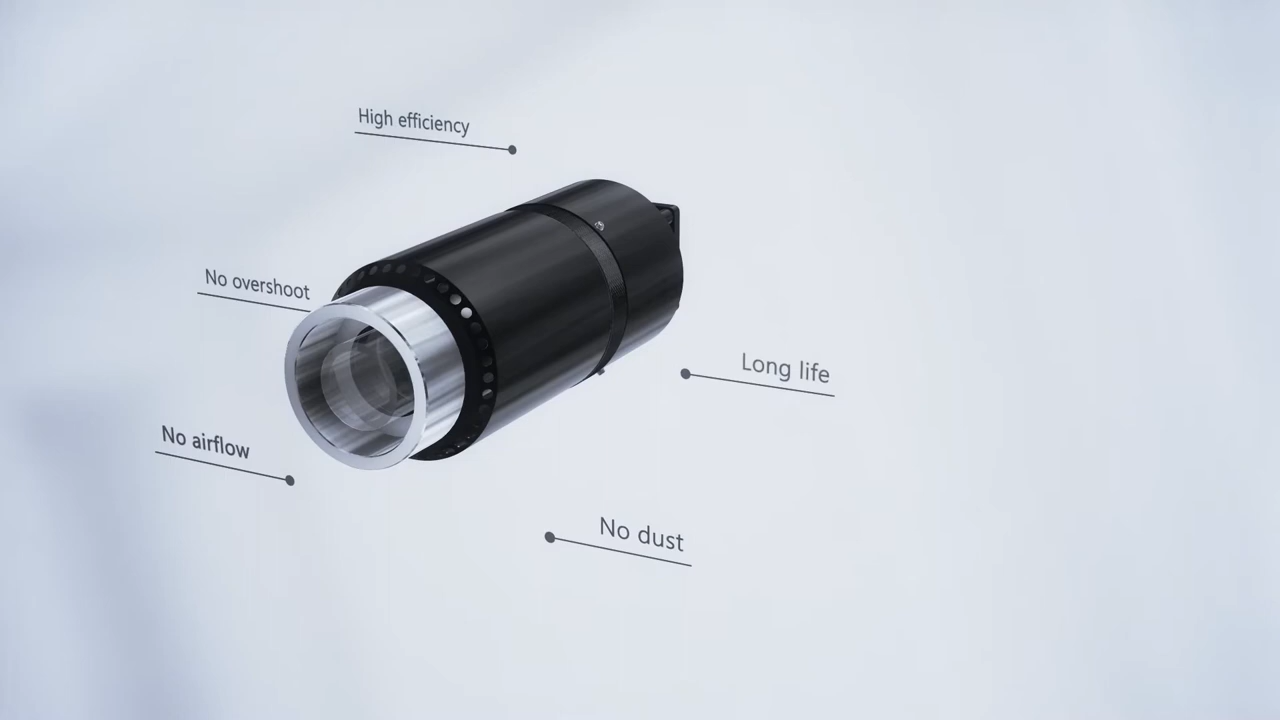 High efficiency
No overshoot
Long life
No airflow
No dust